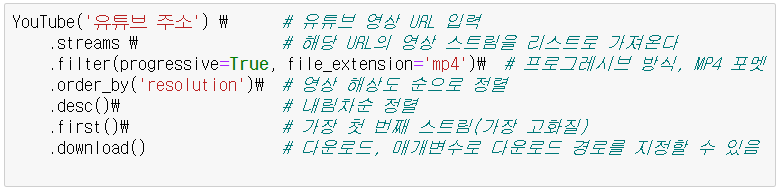 YouTube('유튜브 주소') ₩ # 유튜브 영상 URL 입력
.streams ₩ # 해당 URL의 영상 스트림을 리스트로 가져온다
.filter(progressive=True, file_extension='mp4')₩ # 프로그레시브 방식, MP4 포멧
.order_by('resolution')₩ # 영상 해상도 순으로 정렬
.desc()₩ # 내림차순 정렬
.first()₩ # 가장 첫 번째 스트림(가장 고화질)
.download() # 다운로드, 매개변수로 다운로드 경로를 지정할 수 있음